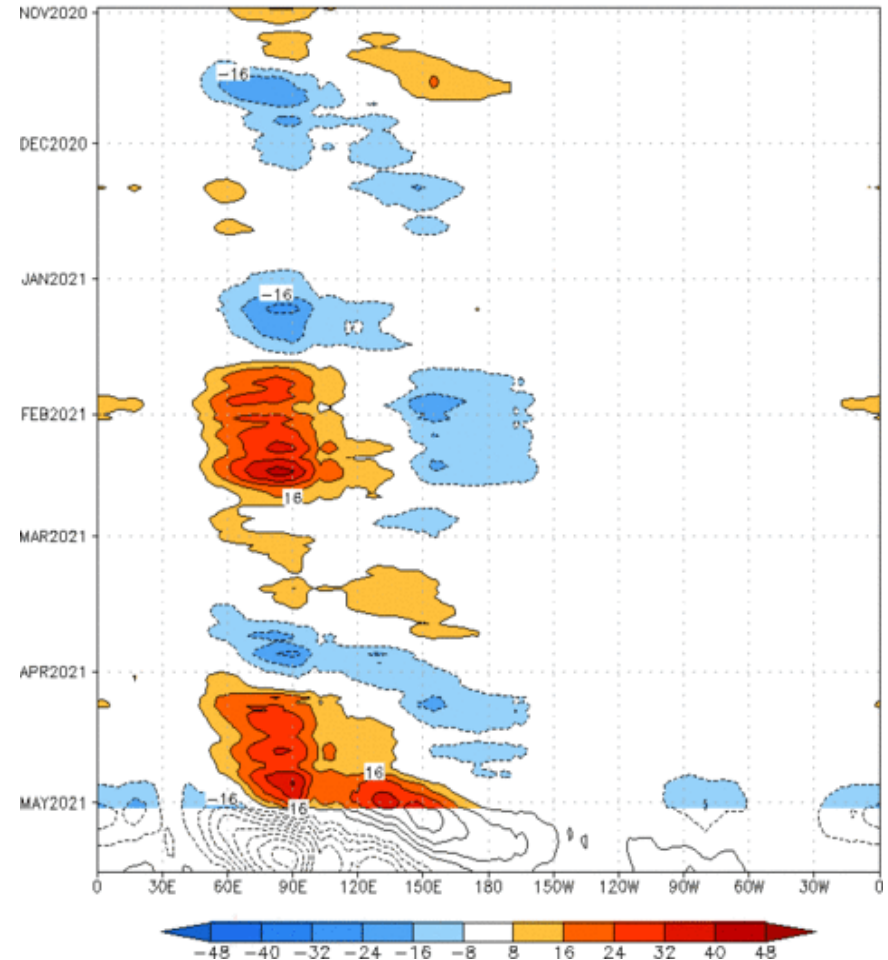 NOV2020
-16
DEC2020
JAN2021
-16
FEB2021
16
MAR2021
APR2021
16
-16
MAY2021
16
0 30E 60E 90E 120E 150E 180 150W 120W 90W 60W 30W 0
-48 -40 -32 -24 -16 -8 8 16 24 32 40 48